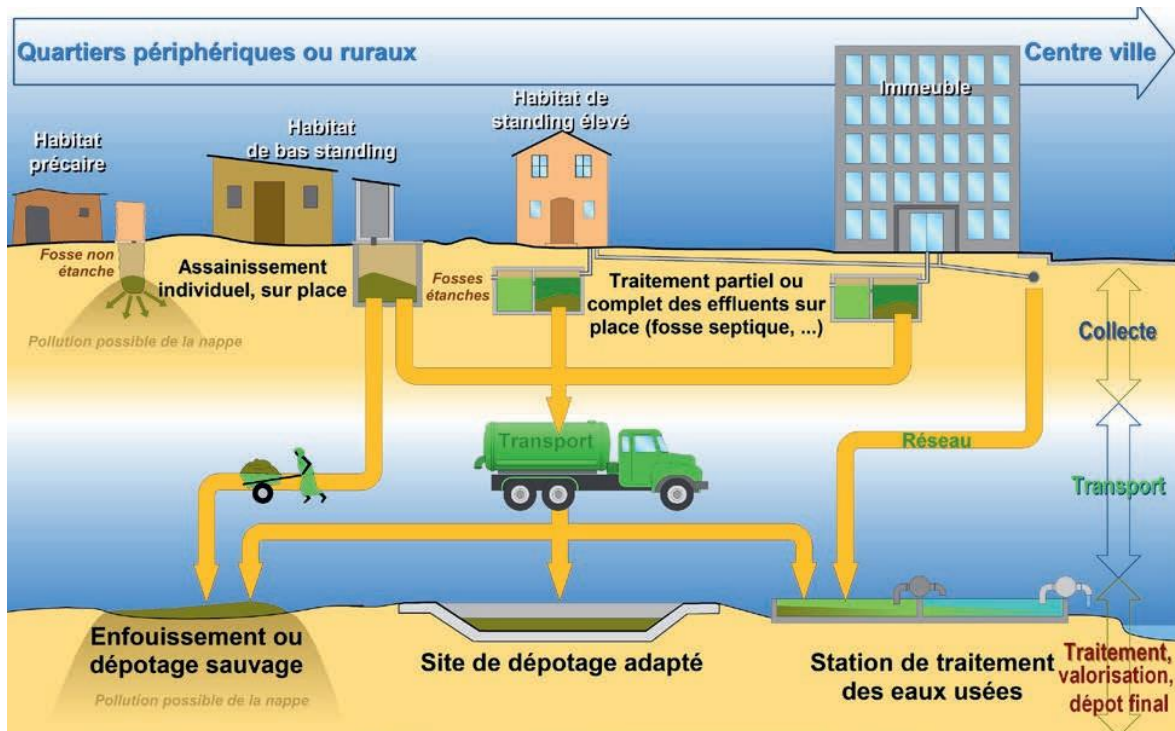 Quartiers périphériques ou ruraux
Centre ville
Habitat
précaire
Habitat
de bas standing
Habitat de
standing élevé
Immeuble
Fosse non
étanche
Assainissement
individuel, sur place
Fosses
étanches
Traitement partiel ou
complet des effluents sur
place (fosse septique, ...)
Pollution possible de la nappe
Collecte
Transport
Réseau
Transport
Enfouissement ou
dépotage sauvage
Pollution possible de la nappe
Site de dépotage adapté
Station de traitement
des eaux usées
Traitement,
valorisation,
dépot final